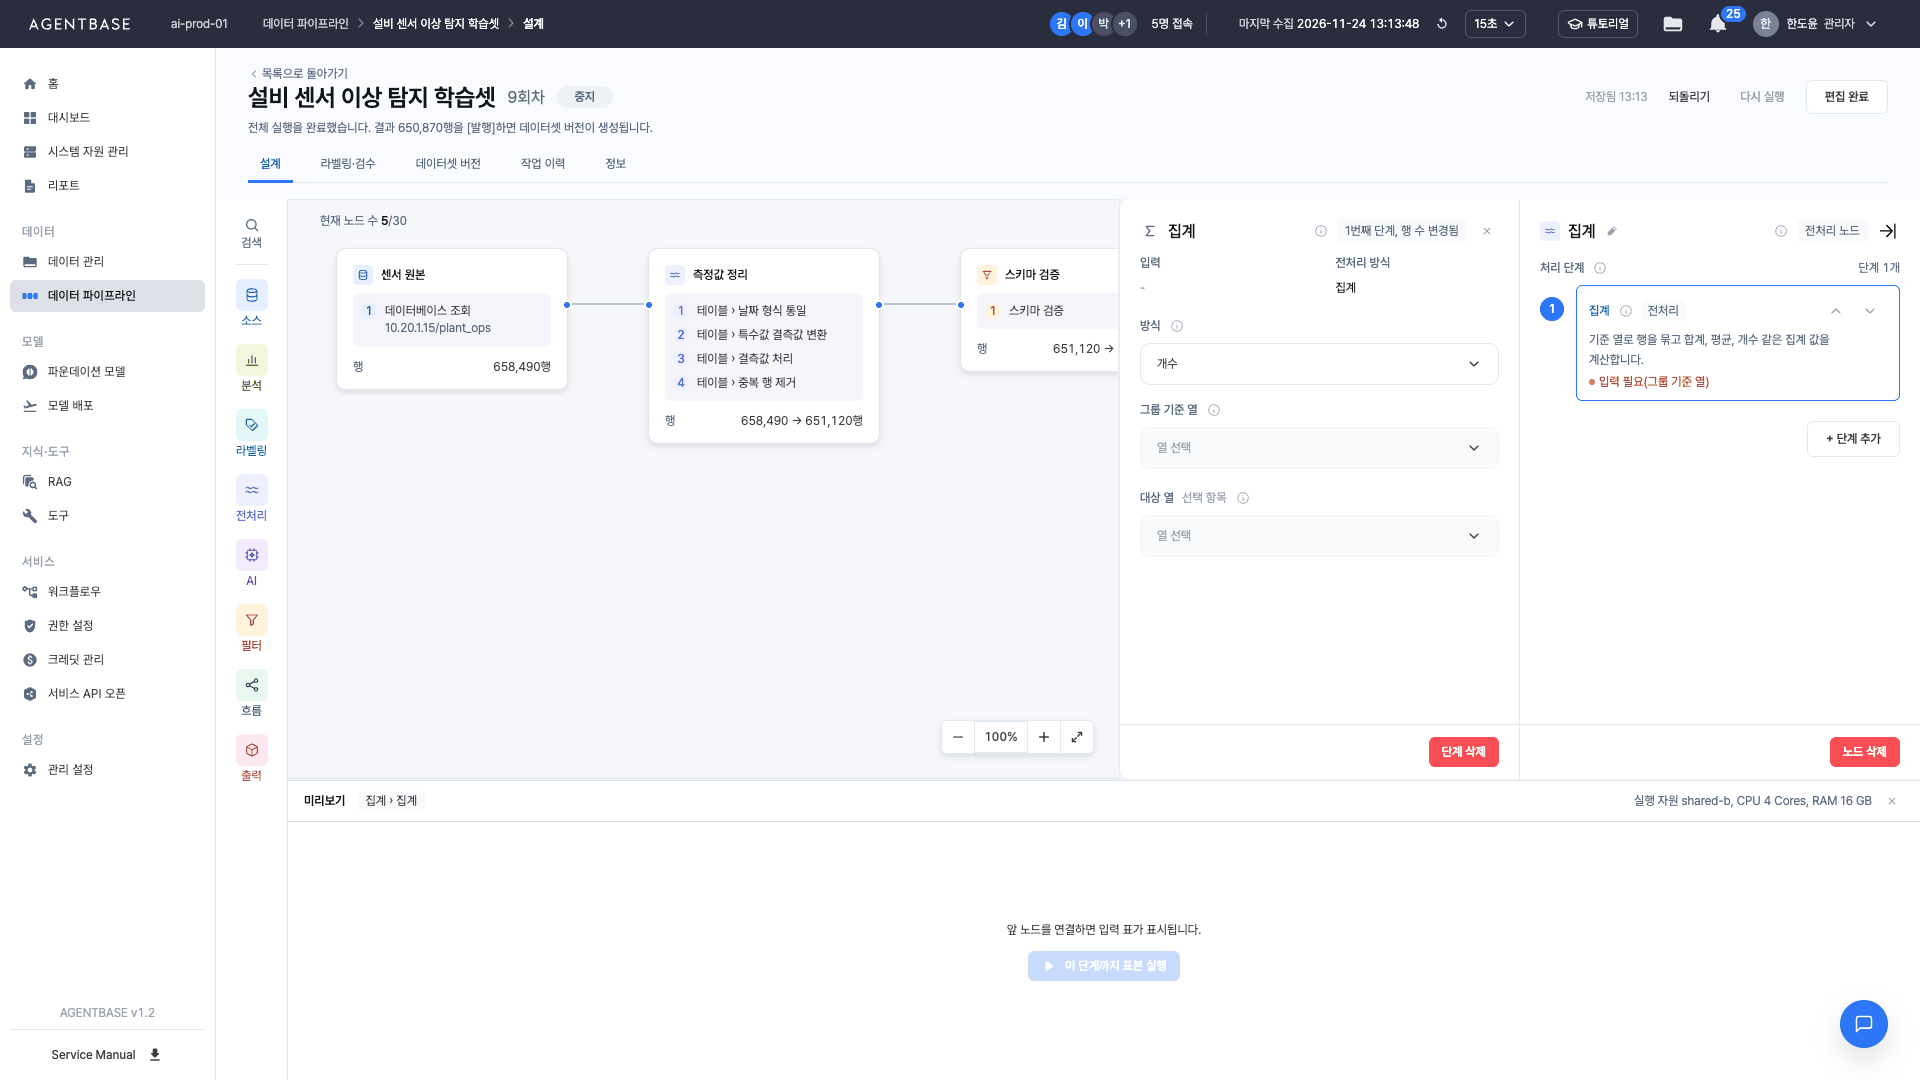 AGENTBASE
ai-prod-01
데이터 파이프라인 > 설비 센서 이상 탐지 학습셋 > 설계
김 이 박 +1 5명 접속
마지막 수집 2026-11-24 13:13:48
15초
튜토리얼
25
한 한도윤 관리자
홈
대시보드
시스템 자원 관리
리포트
데이터
데이터 관리
데이터 파이프라인
모델
파운데이션 모델
모델 배포
지식·도구
RAG
도구
서비스
워크플로우
권한 설정
크레딧 관리
서비스 API 오픈
설정
관리 설정
AGENTBASE v1.2
Service Manual
목록으로 돌아가기
설비 센서 이상 탐지 학습셋 9회차 중지
전체 실행을 완료했습니다. 결과 650,870행을 [발행]하면 데이터셋 버전이 생성됩니다.
저장됨 13:13 되돌리기 다시 실행 편집 완료
설계 라벨링·검수 데이터셋 버전 작업 이력 정보
검색
소스
분석
라벨링
전처리
AI
필터
흐름
출력
현재 노드 수 5/30
센서 원본
1 데이터베이스 조회
10.20.1.15/plant_ops
행 658,490행
측정값 정리
1 테이블 › 날짜 형식 통일
2 테이블 › 특수값 결측값 변환
3 테이블 › 결측값 처리
4 테이블 › 중복 행 제거
행 658,490 → 651,120행
스키마 검증
1 스키마 검증
행 651,120 →
100%
집계
1번째 단계, 행 수 변경됨
입력 전처리 방식
- 집계
방식
개수
그룹 기준 열
열 선택
대상 열 선택 항목
열 선택
단계 삭제
집계
전처리 노드
처리 단계
단계 1개
1 집계 전처리
기준 열로 행을 묶고 합계, 평균, 개수 같은 집계 값을
계산합니다.
입력 필요(그룹 기준 열)
+ 단계 추가
노드 삭제
미리보기 집계 › 집계
실행 자원 shared-b, CPU 4 Cores, RAM 16 GB
앞 노드를 연결하면 입력 표가 표시됩니다.
이 단계까지 표본 실행